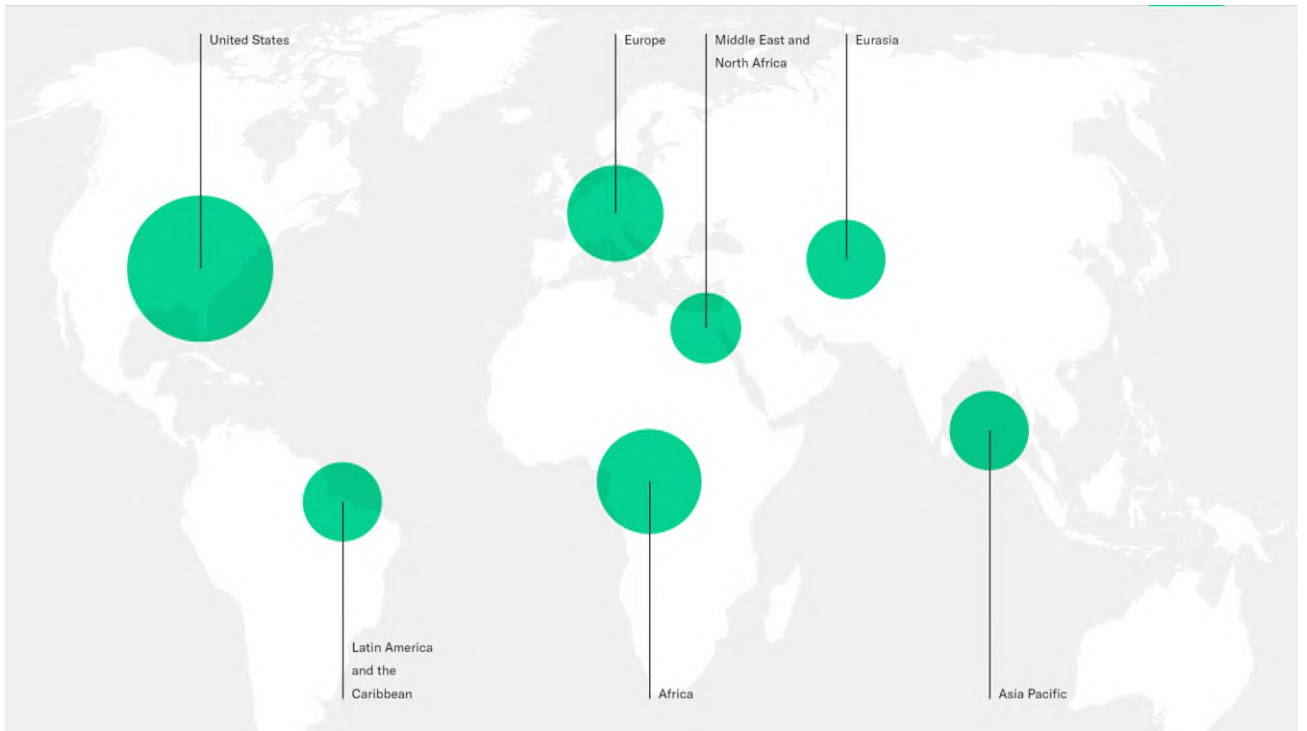 United States
Europe
Middle East and
North Africa
Eurasia
Latin America
and the
Caribbean
Africa
Asia Pacific